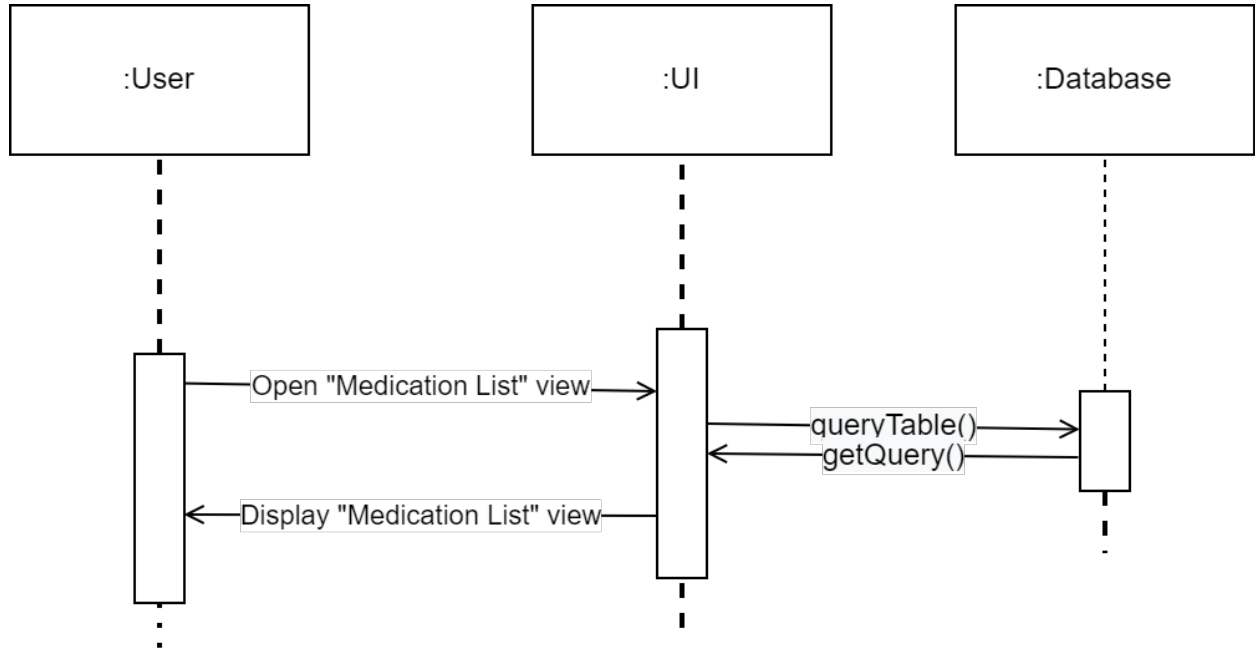 :User
:UI
:Database
Open "Medication List" view
queryTable()
getQuery()
Display "Medication List" view